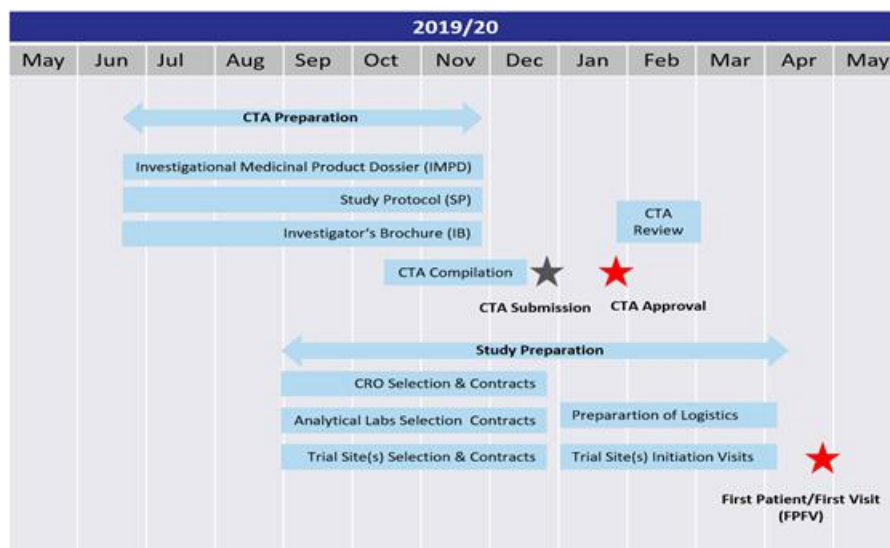 2019/20
May Jun Jul Aug Sep Oct Nov Dec Jan Feb Mar Apr May
CTA Preparation
Investigational Medicinal Product Dossier (IMPD)
Study Protocol (SP)
Investigator's Brochure (IB)
CTA
Review
CTA Compilation
CTA Submission
CTA Approval
Study Preparation
CRO Selection & Contracts
Analytical Labs Selection Contracts
Preparartion of Logistics
Trial Site(s) Selection & Contracts
Trial Site(s) Initiation Visits
First Patient/First Visit
(FPFV)